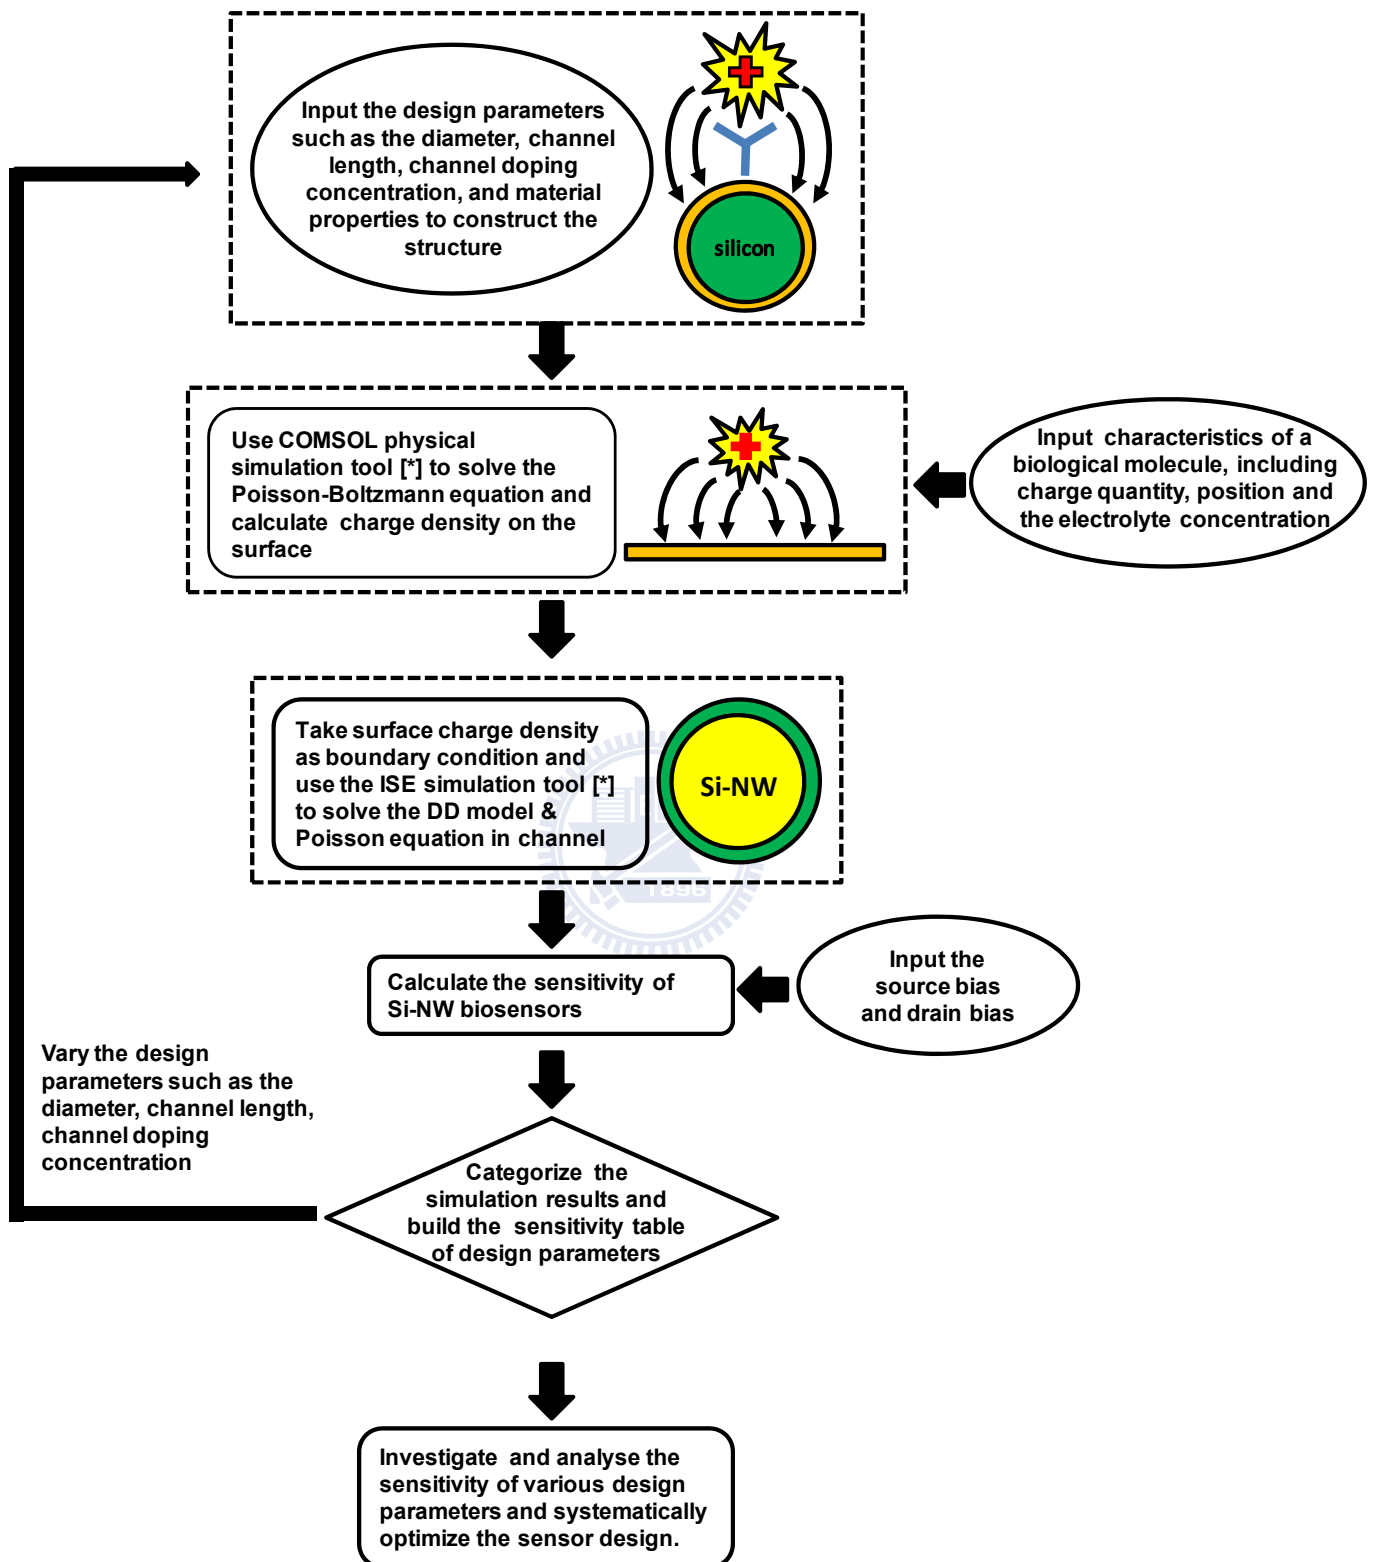 Input the design parameters
such as the diameter, channel
length, channel doping
concentration, and material
properties to construct the
structure
silicon
Use COMSOL physical
simulation tool [*] to solve the
Poisson-Boltzmann equation and
calculate charge density on the
surface
Input characteristics of a
biological molecule, including
charge quantity, position and
the electrolyte concentration
Take surface charge density
as boundary condition and
use the ISE simulation tool [*]
to solve the DD model &
Poisson equation in channel
Si-NW
1896
Calculate the sensitivity of
Si-NW biosensors
Input the
source bias
and drain bias
Vary the design
parameters such as the
diameter, channel length,
channel doping
concentration
Categorize the
simulation results and
build the sensitivity table
of design parameters
Investigate and analyse the
sensitivity of various design
parameters and systematically
optimize the sensor design.